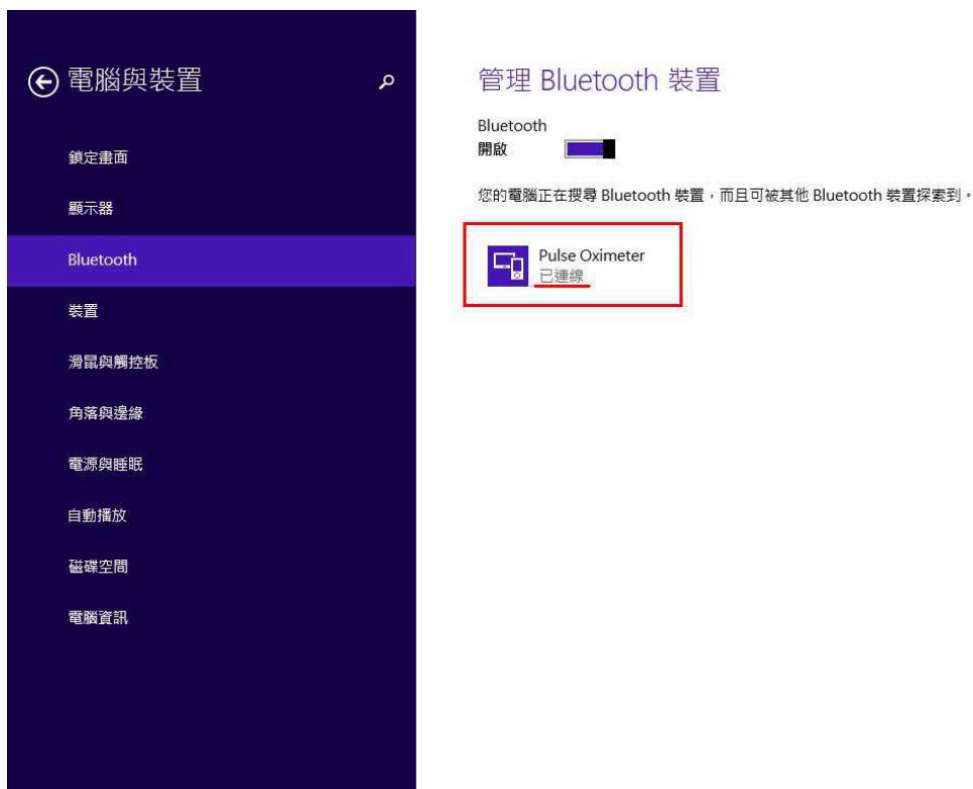 電腦與裝置
鎖定畫面
顯示器
Bluetooth
裝置
滑鼠與觸控板
角落與邊緣
電源與睡眠
自動播放
磁碟空間
電腦資訊
管理 Bluetooth 裝置
Bluetooth
開啟
您的電腦正在搜尋 Bluetooth 裝置，而且可被其他 Bluetooth 裝置探索到。
Pulse Oximeter
已連線